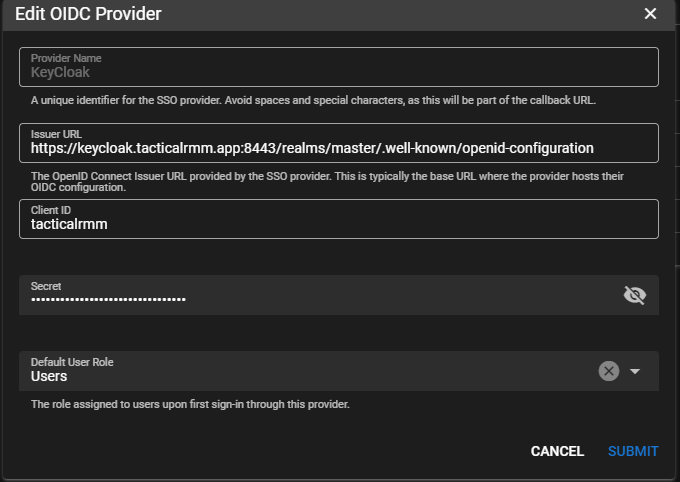 Edit OIDC Provider
Provider Name
KeyCloak
A unique identifier for the SSO provider. Avoid spaces and special characters, as this will be part of the callback URL.
Issuer URL
https://keycloak.tacticalrmm.app:8443/realms/master/.well-known/openid-configuration
The OpenID Connect Issuer URL provided by the SSO provider. This is typically the base URL where the provider hosts their
OIDC configuration.
Client ID
tacticalrmm
Secret
Default User Role
Users
The role assigned to users upon first sign-in through this provider.
CANCEL
SUBMIT